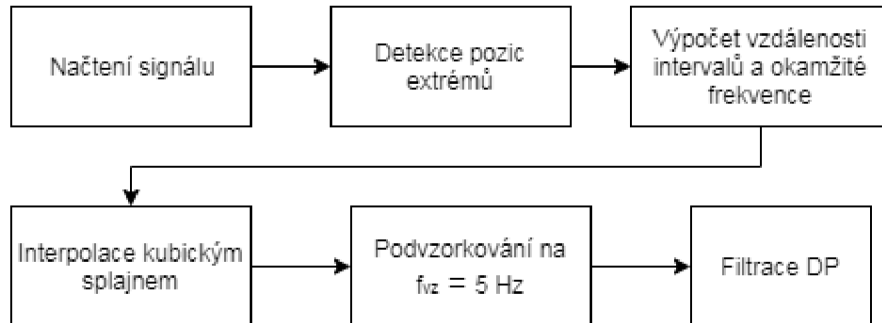 Načtení signálu
Detekce pozic
extrémů
Výpočet vzdálenosti
intervalů a okamžité
frekvence
Interpolace kubickým
splajnem
Podvzorkování na
fvz = 5 Hz
Filtrace DP